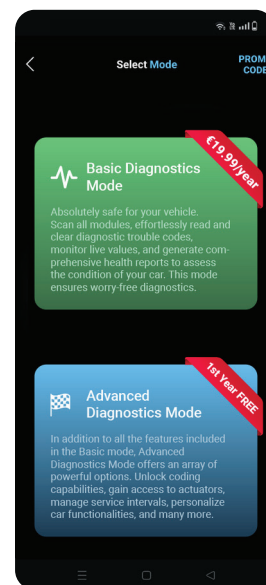 Select Mode
PROM
CODE
€19.99/year
Basic Diagnostics
Mode
Absolutely safe for your vehicle.
Scan all modules, effortlessly read and
clear diagnostic trouble codes,
monitor live values, and generate com-
prehensive health reports to assess
the condition of your car. This mode
ensures worry-free diagnostics.
1st Year FREE
Advanced
Diagnostics Mode
In addition to all the features included
in the Basic mode, Advanced
Diagnostics Mode offers an array of
powerful options. Unlock coding
capabilities, gain access to actuators,
manage service intervals, personalize
car functionalities, and many more.